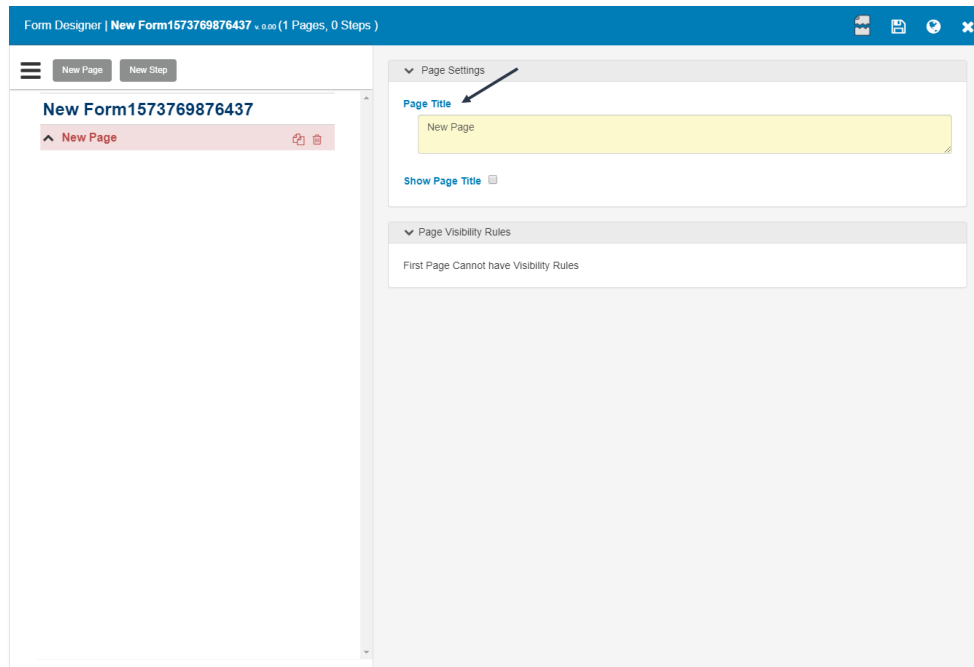 Form Designer | New Form1573769876437 v. 0.00 (1 Pages, 0 Steps )
New Page
New Step
New Form1573769876437
New Page
Page Settings
Page Title
New Page
Show Page Title
Page Visibility Rules
First Page Cannot have Visibility Rules